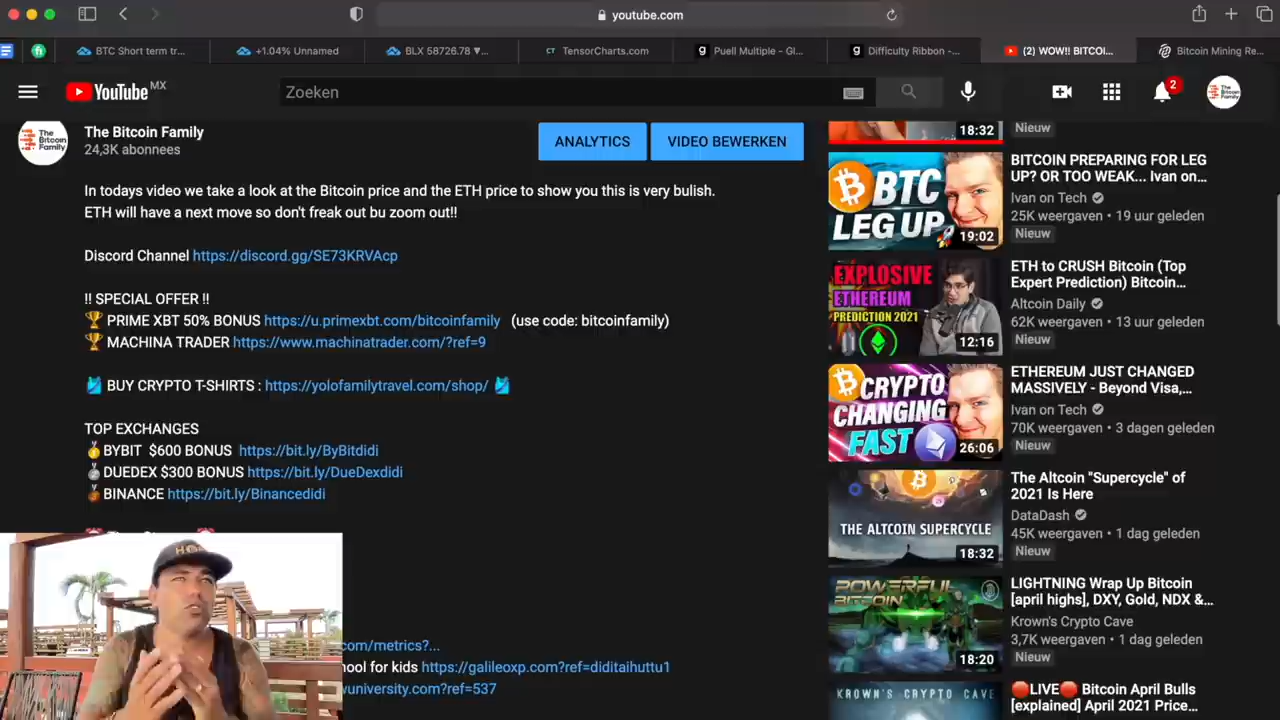 youtube.com
BTC Short term tr...
+1.04% Unnamed
BLX 58726.78 ▼...
CT TensorCharts.com
g Puell Multiple - Gl...
g Difficulty Ribbon -...
(2) WOW!! BITCOI...
Bitcoin Mining Re...
YouTube MX
Zoeken
2
The Bitcoin Family
The Bitcoin Family
24,3K abonnees
ANALYTICS
VIDEO BEWERKEN
In todays video we take a look at the Bitcoin price and the ETH price to show you this is very bulish.
ETH will have a next move so don't freak out bu zoom out!!
Discord Channel https://discord.gg/SE73KRVAcp
!! SPECIAL OFFER !!
🏆 PRIME XBT 50% BONUS https://u.primexbt.com/bitcoinfamily (use code: bitcoinfamily)
🏆 MACHINA TRADER https://www.machinatrader.com/?ref=9
🎽 BUY CRYPTO T-SHIRTS : https://yolofamilytravel.com/shop/ 🎽
TOP EXCHANGES
🥇BYBIT $600 BONUS https://bit.ly/ByBitdidi
🥈DUEDEX $300 BONUS https://bit.ly/DueDexdidi
🥉BINANCE https://bit.ly/Binancedidi
com/metrics?...
hool for kids https://galileoxp.com?ref=diditaihuttu1
vuniversity.com?ref=537
18:32
Nieuw
BTC
LEG UP
19:02
BITCOIN PREPARING FOR LEG
UP? OR TOO WEAK... Ivan on...
Ivan on Tech
25K weergaven • 19 uur geleden
Nieuw
EXPLOSIVE
ETHEREUM
PREDICTION 2021
12:16
ETH to CRUSH Bitcoin (Top
Expert Prediction) Bitcoin...
Altcoin Daily
62K weergaven • 13 uur geleden
Nieuw
CRYPTO
CHANGING
FAST
26:06
ETHEREUM JUST CHANGED
MASSIVELY - Beyond Visa,...
Ivan on Tech
70K weergaven • 3 dagen geleden
Nieuw
THE ALTCOIN SUPERCYCLE
18:32
The Altcoin "Supercycle" of
2021 Is Here
DataDash
45K weergaven • 1 dag geleden
Nieuw
POWERFUL
BITCOIN
18:20
LIGHTNING Wrap Up Bitcoin
[april highs], DXY, Gold, NDX &...
Krown's Crypto Cave
3,7K weergaven • 1 dag geleden
Nieuw
KROWN'S CRYPTO CAVE
🔴LIVE🔴 Bitcoin April Bulls
[explained] April 2021 Price...